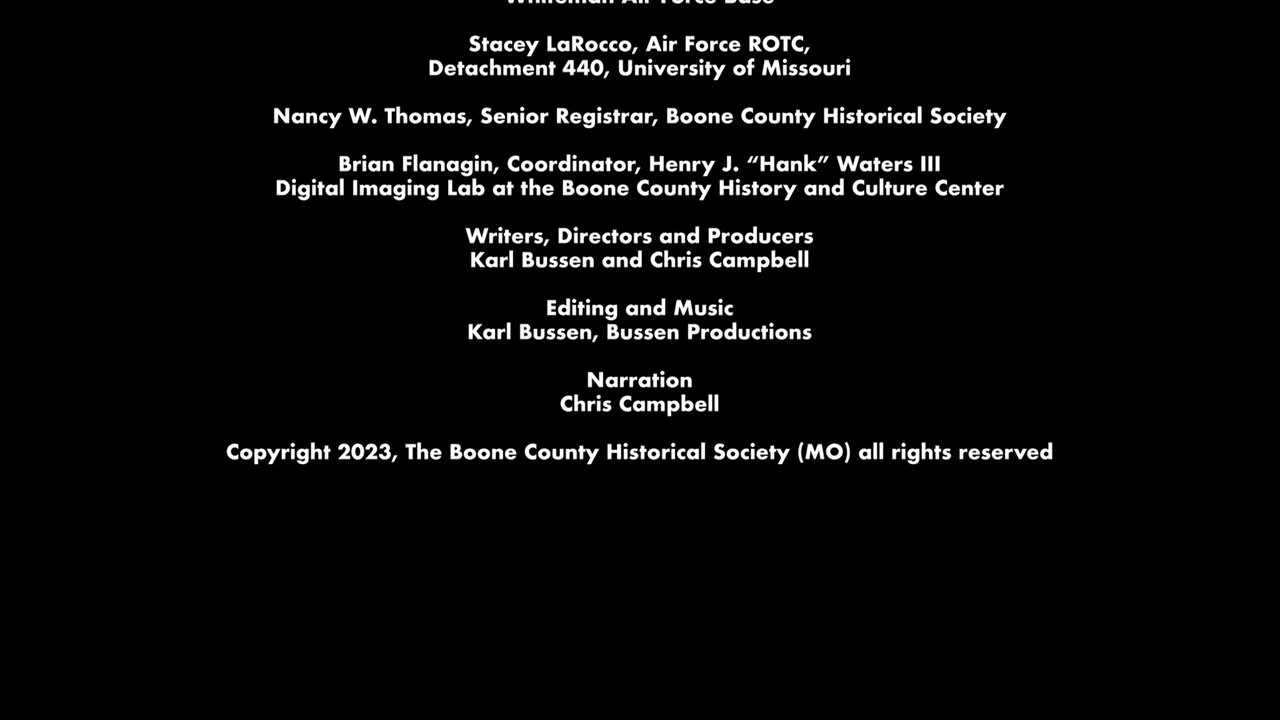 Whiteman Air Force Base
Stacey LaRocco, Air Force ROTC,
Detachment 440, University of Missouri
Nancy W. Thomas, Senior Registrar, Boone County Historical Society
Brian Flanagin, Coordinator, Henry J. “Hank” Waters III
Digital Imaging Lab at the Boone County History and Culture Center
Writers, Directors and Producers
Karl Bussen and Chris Campbell
Editing and Music
Karl Bussen, Bussen Productions
Narration
Chris Campbell
Copyright 2023, The Boone County Historical Society (MO) all rights reserved